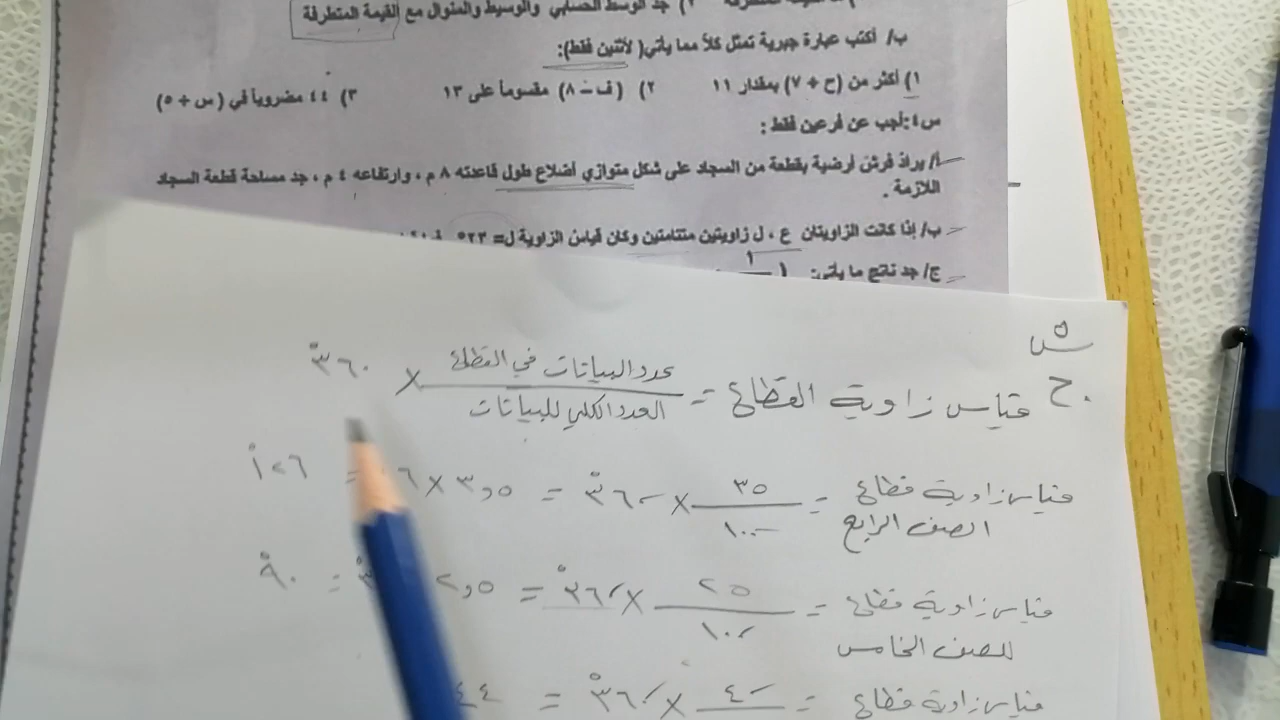 ٢) جد الوسط الحسابي والوسيط والمنوال مع القيمة المتطرفة
ب/ أكتب عبارة جبرية تمثل كلاً مما يأتي( لأثنين فقط):
١) أكثر من (ح + ٧) بمقدار ١١ ٢) (ف – ٨) مقسوماً على ١٣ ٣) ٤٤ مضروباً في ( س + ٥)
س٤:أجب عن فرعين فقط :
أ/ يراد فرش أرضية بقطعة من السجاد على شكل متوازي أضلاع طول قاعدته ٨ م ، وارتفاعه ٤ م ، جد مساحة قطعة السجاد
اللازمة .
ب/ إذا كانت الزاويتان ع ، ل زاويتين متتامتين وكان قياس الزاوية ل= ٢٣°
ج/ جد ناتج ما يأتي: ١)
س٥
ح. قياس زاوية القطاع = عدد البيانات في القطاع / العدد الكلي للبيانات × ٣٦٠°
قياس زاوية قطاع الصف الرابع = ٣٥ / ١٠٠ × ٣٦٠° = ٣,٥ × = ١٢٦°
قياس زاوية قطاع للصف الخامس = ٢٥ / ١٠٠ × ٣٦٠° = ٢,٥ = ٩٠°
قياس زاوية قطاع = ٤٠ × ٣٦٠° =